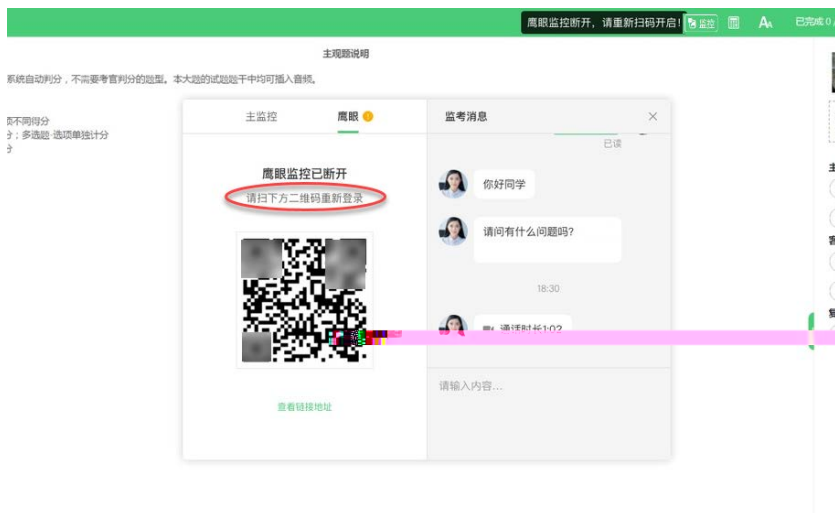 鹰眼监控断开，请重新扫码开启!
监控
已完成 0 /
主观题说明
系统自动判分，不需要考官判分的题型。本大题的试题题干中均可插入音频。
项不同得分
分；多选题-选项单独计分
分
主监控
鹰眼
监考消息
已读
鹰眼监控已断开
请扫下方二维码重新登录
你好同学
请问有什么问题吗?
18:30
通话时长1:02
请输入内容...
查看链接地址
主
客